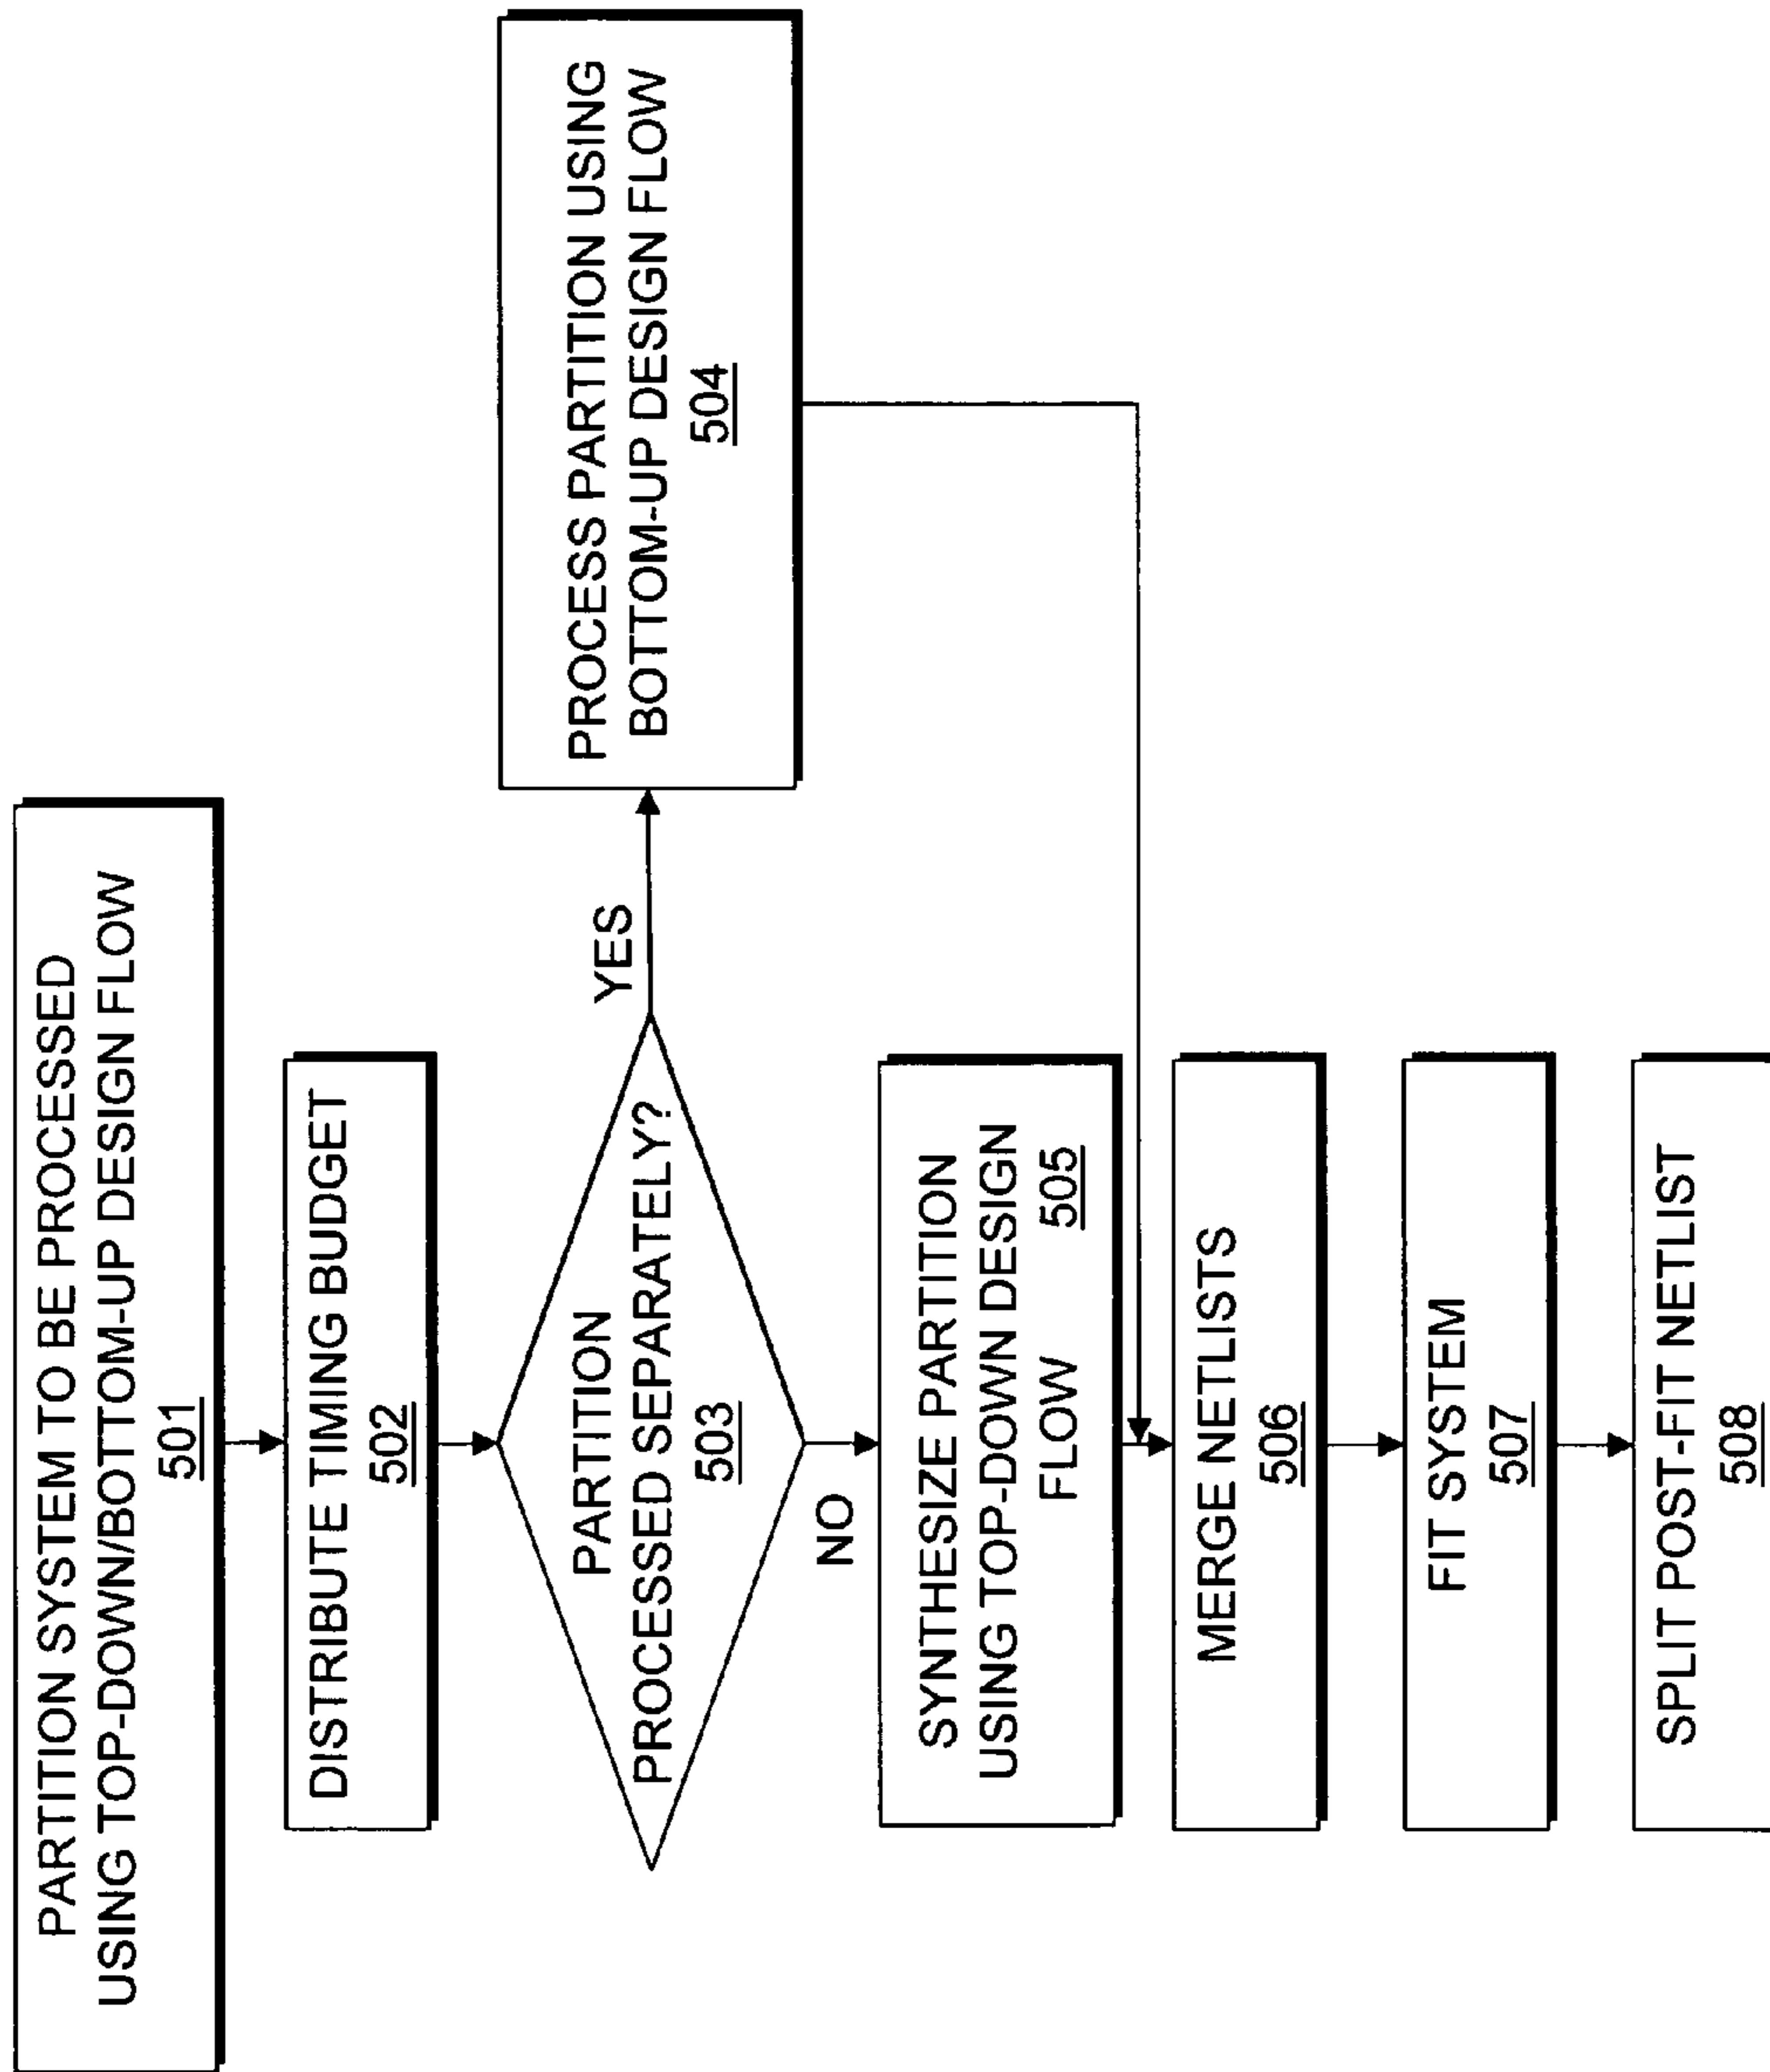 PARTITION SYSTEM TO BE PROCESSED
USING TOP-DOWN/BOTTOM-UP DESIGN FLOW
501
DISTRIBUTE TIMING BUDGET
502
PARTITION
PROCESSED SEPARATELY?
503
YES
PROCESS PARTITION USING
BOTTOM-UP DESIGN FLOW
504
NO
SYNTHESIZE PARTITION
USING TOP-DOWN DESIGN
FLOW 505
MERGE NETLISTS
506
FIT SYSTEM
507
SPLIT POST-FIT NETLIST
508